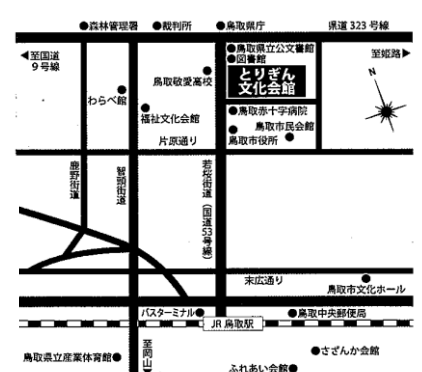 ●森林管理署
●裁判所
●鳥取県庁
県道 323 号線
◀至国道
9号線
●鳥取県立公文書館
●図書館
至姫路▶
とりぎん
文化会館
N
鳥取敬愛高校
わらべ館
福祉文化会館
●鳥取赤十字病院
鳥取市民会館
鳥取市役所
片原通り
鹿野街道
智頭街道
若桜街道(国道53号線)
末広通り
鳥取市文化ホール
バスターミナル●
●鳥取中央郵便局
JR 鳥取駅
至岡山▼
鳥取県立産業体育館●
●さざんか会館
ふれあい会館●